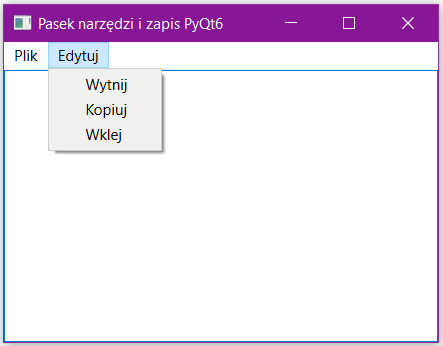 Pasek narzędzi i zapis PyQt6
Plik Edytuj
Wytnij
Kopiuj
Wklej